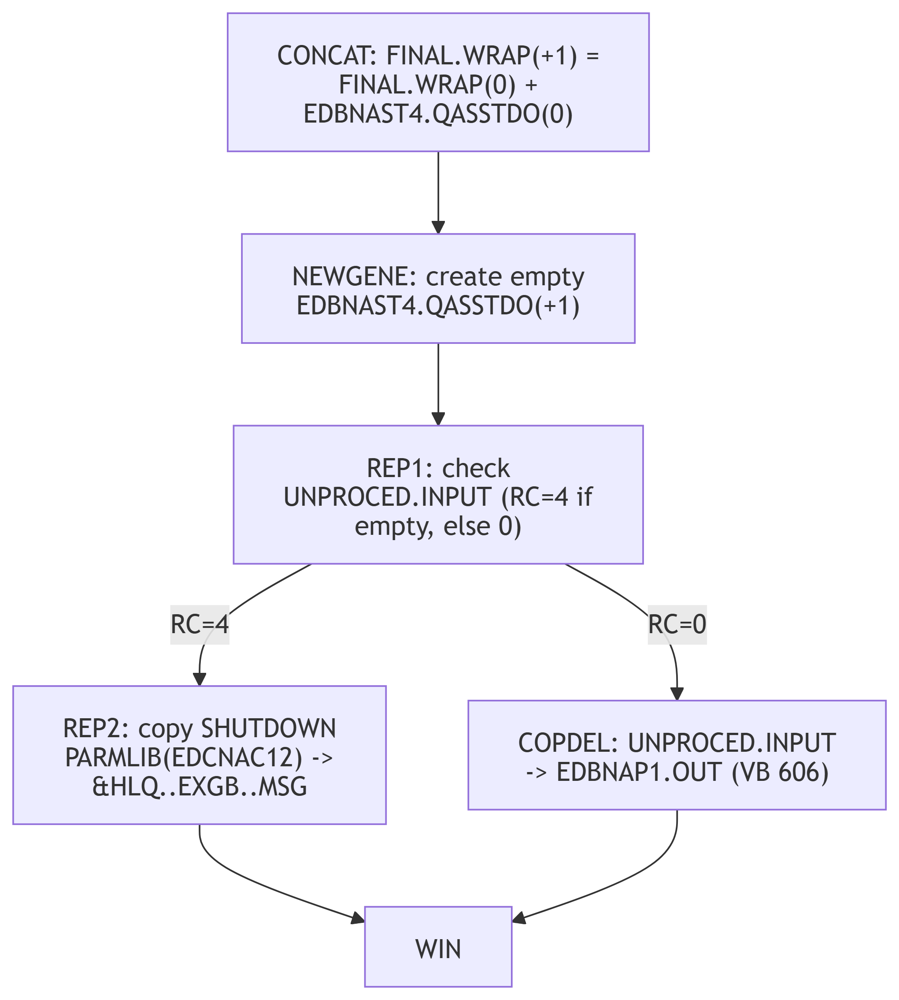 CONCAT: FINAL.WRAP(+1) =
FINAL.WRAP(0) +
EDBNAST4.QASSTDO(0)
NEWGENE: create empty
EDBNAST4.QASSTDO(+1)
REP1: check
UNPROCED.INPUT (RC=4 if
empty, else 0)
RC=4
RC=0
REP2: copy SHUTDOWN
PARMLIB(EDCNAC12) ->
&HLQ..EXGB..MSG
COPDEL: UNPROCED.INPUT
-> EDBNAP1.OUT (VB 606)
WIN